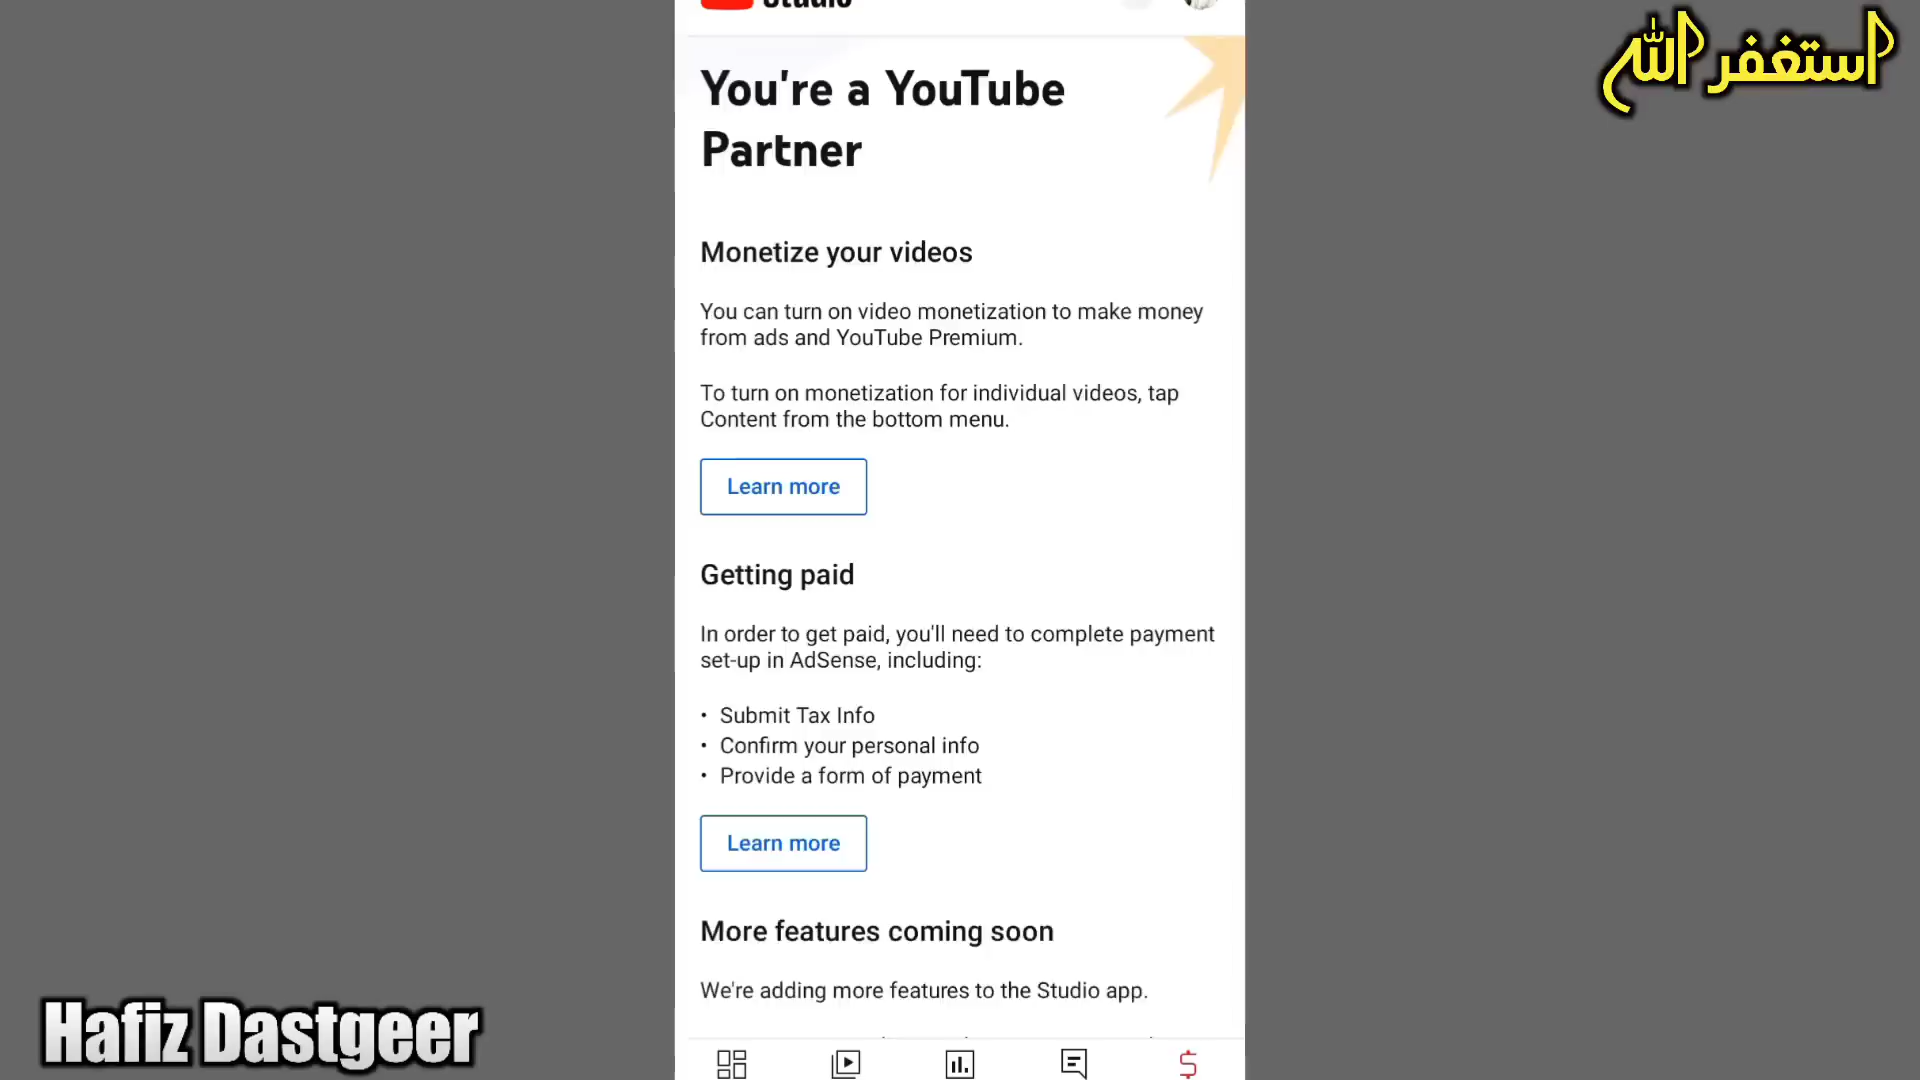 Studio
استغفر الله
You're a YouTube
Partner
Monetize your videos
You can turn on video monetization to make money
from ads and YouTube Premium.
To turn on monetization for individual videos, tap
Content from the bottom menu.
Learn more
Getting paid
In order to get paid, you'll need to complete payment
set-up in AdSense, including:
• Submit Tax Info
• Confirm your personal info
• Provide a form of payment
Learn more
More features coming soon
We're adding more features to the Studio app.
Hafiz Dastgeer